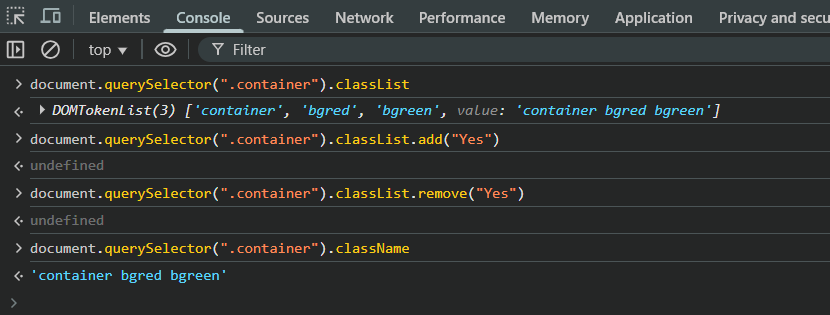 Elements Console Sources Network Performance Memory Application Privacy and secu
top Filter
document.querySelector(".container").classList
DOMTokenList(3) ['container', 'bgred', 'bgreen', value: 'container bgred bgreen']
document.querySelector(".container").classList.add("Yes")
undefined
document.querySelector(".container").classList.remove("Yes")
undefined
document.querySelector(".container").className
'container bgred bgreen'